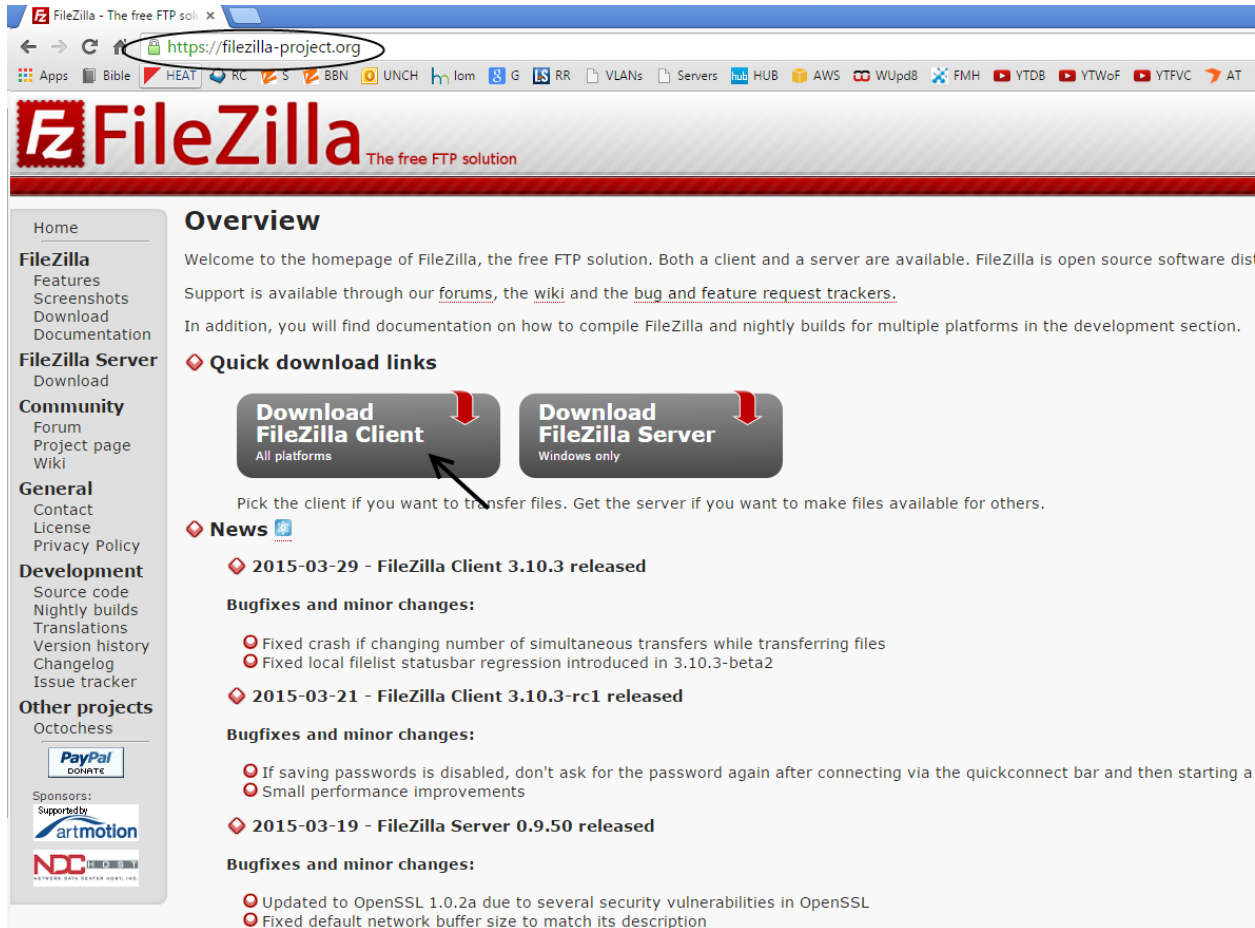 FileZilla - The free FTP sol
https://filezilla-project.org
Apps Bible HEAT RC S BBN UNCH lom G RR VLANs Servers HUB AWS WUpd8 FMH YTDB YTWoF YTFVC AT
FileZilla The free FTP solution
Home
FileZilla
Features
Screenshots
Download
Documentation
FileZilla Server
Download
Community
Forum
Project page
Wiki
General
Contact
License
Privacy Policy
Development
Source code
Nightly builds
Translations
Version history
Changelog
Issue tracker
Other projects
Octochess
PayPal
DONATE
Sponsors:
Supported by
artmotion
NDC HOST
NETWORK DATA CENTER HOST, INC.
Overview
Welcome to the homepage of FileZilla, the free FTP solution. Both a client and a server are available. FileZilla is open source software dist
Support is available through our forums, the wiki and the bug and feature request trackers.
In addition, you will find documentation on how to compile FileZilla and nightly builds for multiple platforms in the development section.
Quick download links
Download
FileZilla Client
All platforms
Download
FileZilla Server
Windows only
Pick the client if you want to transfer files. Get the server if you want to make files available for others.
News
2015-03-29 - FileZilla Client 3.10.3 released
Bugfixes and minor changes:
Fixed crash if changing number of simultaneous transfers while transferring files
Fixed local filelist statusbar regression introduced in 3.10.3-beta2
2015-03-21 - FileZilla Client 3.10.3-rc1 released
Bugfixes and minor changes:
If saving passwords is disabled, don't ask for the password again after connecting via the quickconnect bar and then starting a
Small performance improvements
2015-03-19 - FileZilla Server 0.9.50 released
Bugfixes and minor changes:
Updated to OpenSSL 1.0.2a due to several security vulnerabilities in OpenSSL
Fixed default network buffer size to match its description